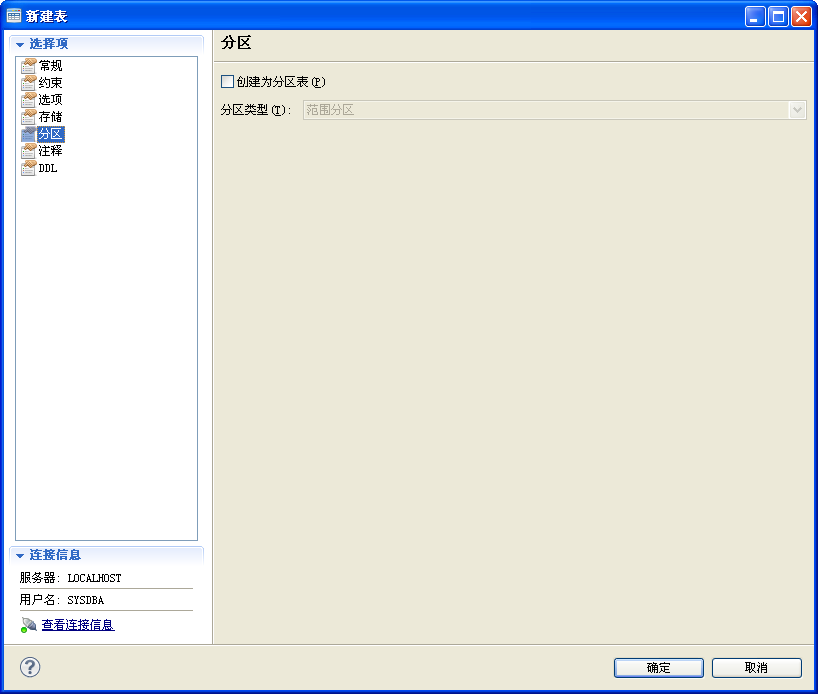 新建表
选择项
常规
约束
选项
存储
分区
注释
DDL
连接信息
服务器: LOCALHOST
用户名: SYSDBA
查看连接信息
分区
创建为分区表(P)
分区类型(T): 范围分区
?
确定
取消